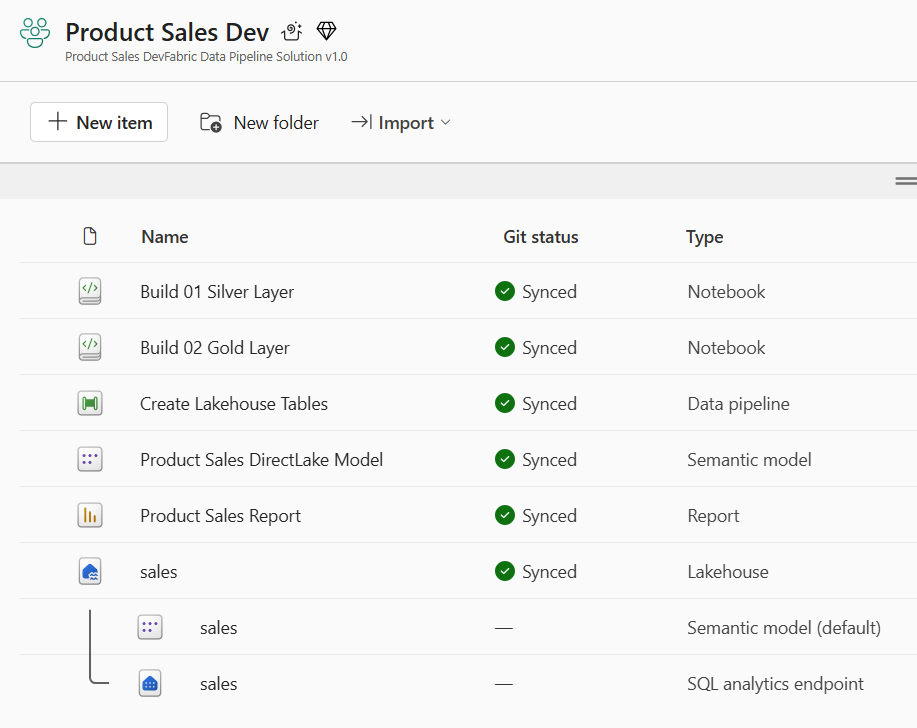 Product Sales Dev
Product Sales DevFabric Data Pipeline Solution v1.0
New item New folder Import
Name Git status Type
Build 01 Silver Layer Synced Notebook
Build 02 Gold Layer Synced Notebook
Create Lakehouse Tables Synced Data pipeline
Product Sales DirectLake Model Synced Semantic model
Product Sales Report Synced Report
sales Synced Lakehouse
sales — Semantic model (default)
sales — SQL analytics endpoint